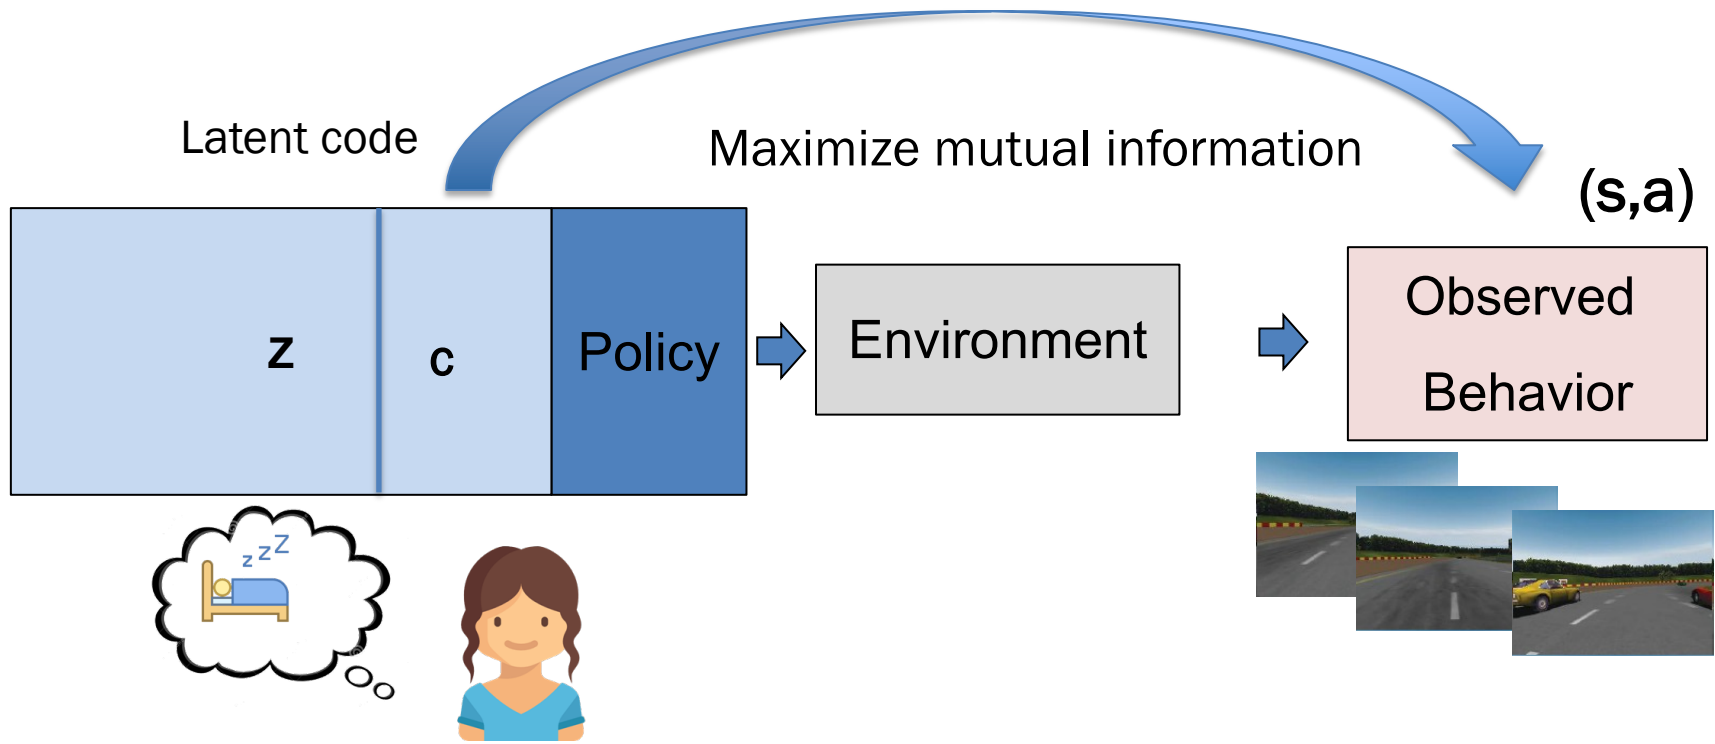 Latent code
Maximize mutual information
(s,a)
Z
c
Policy
Environment
Observed
Behavior
z z Z